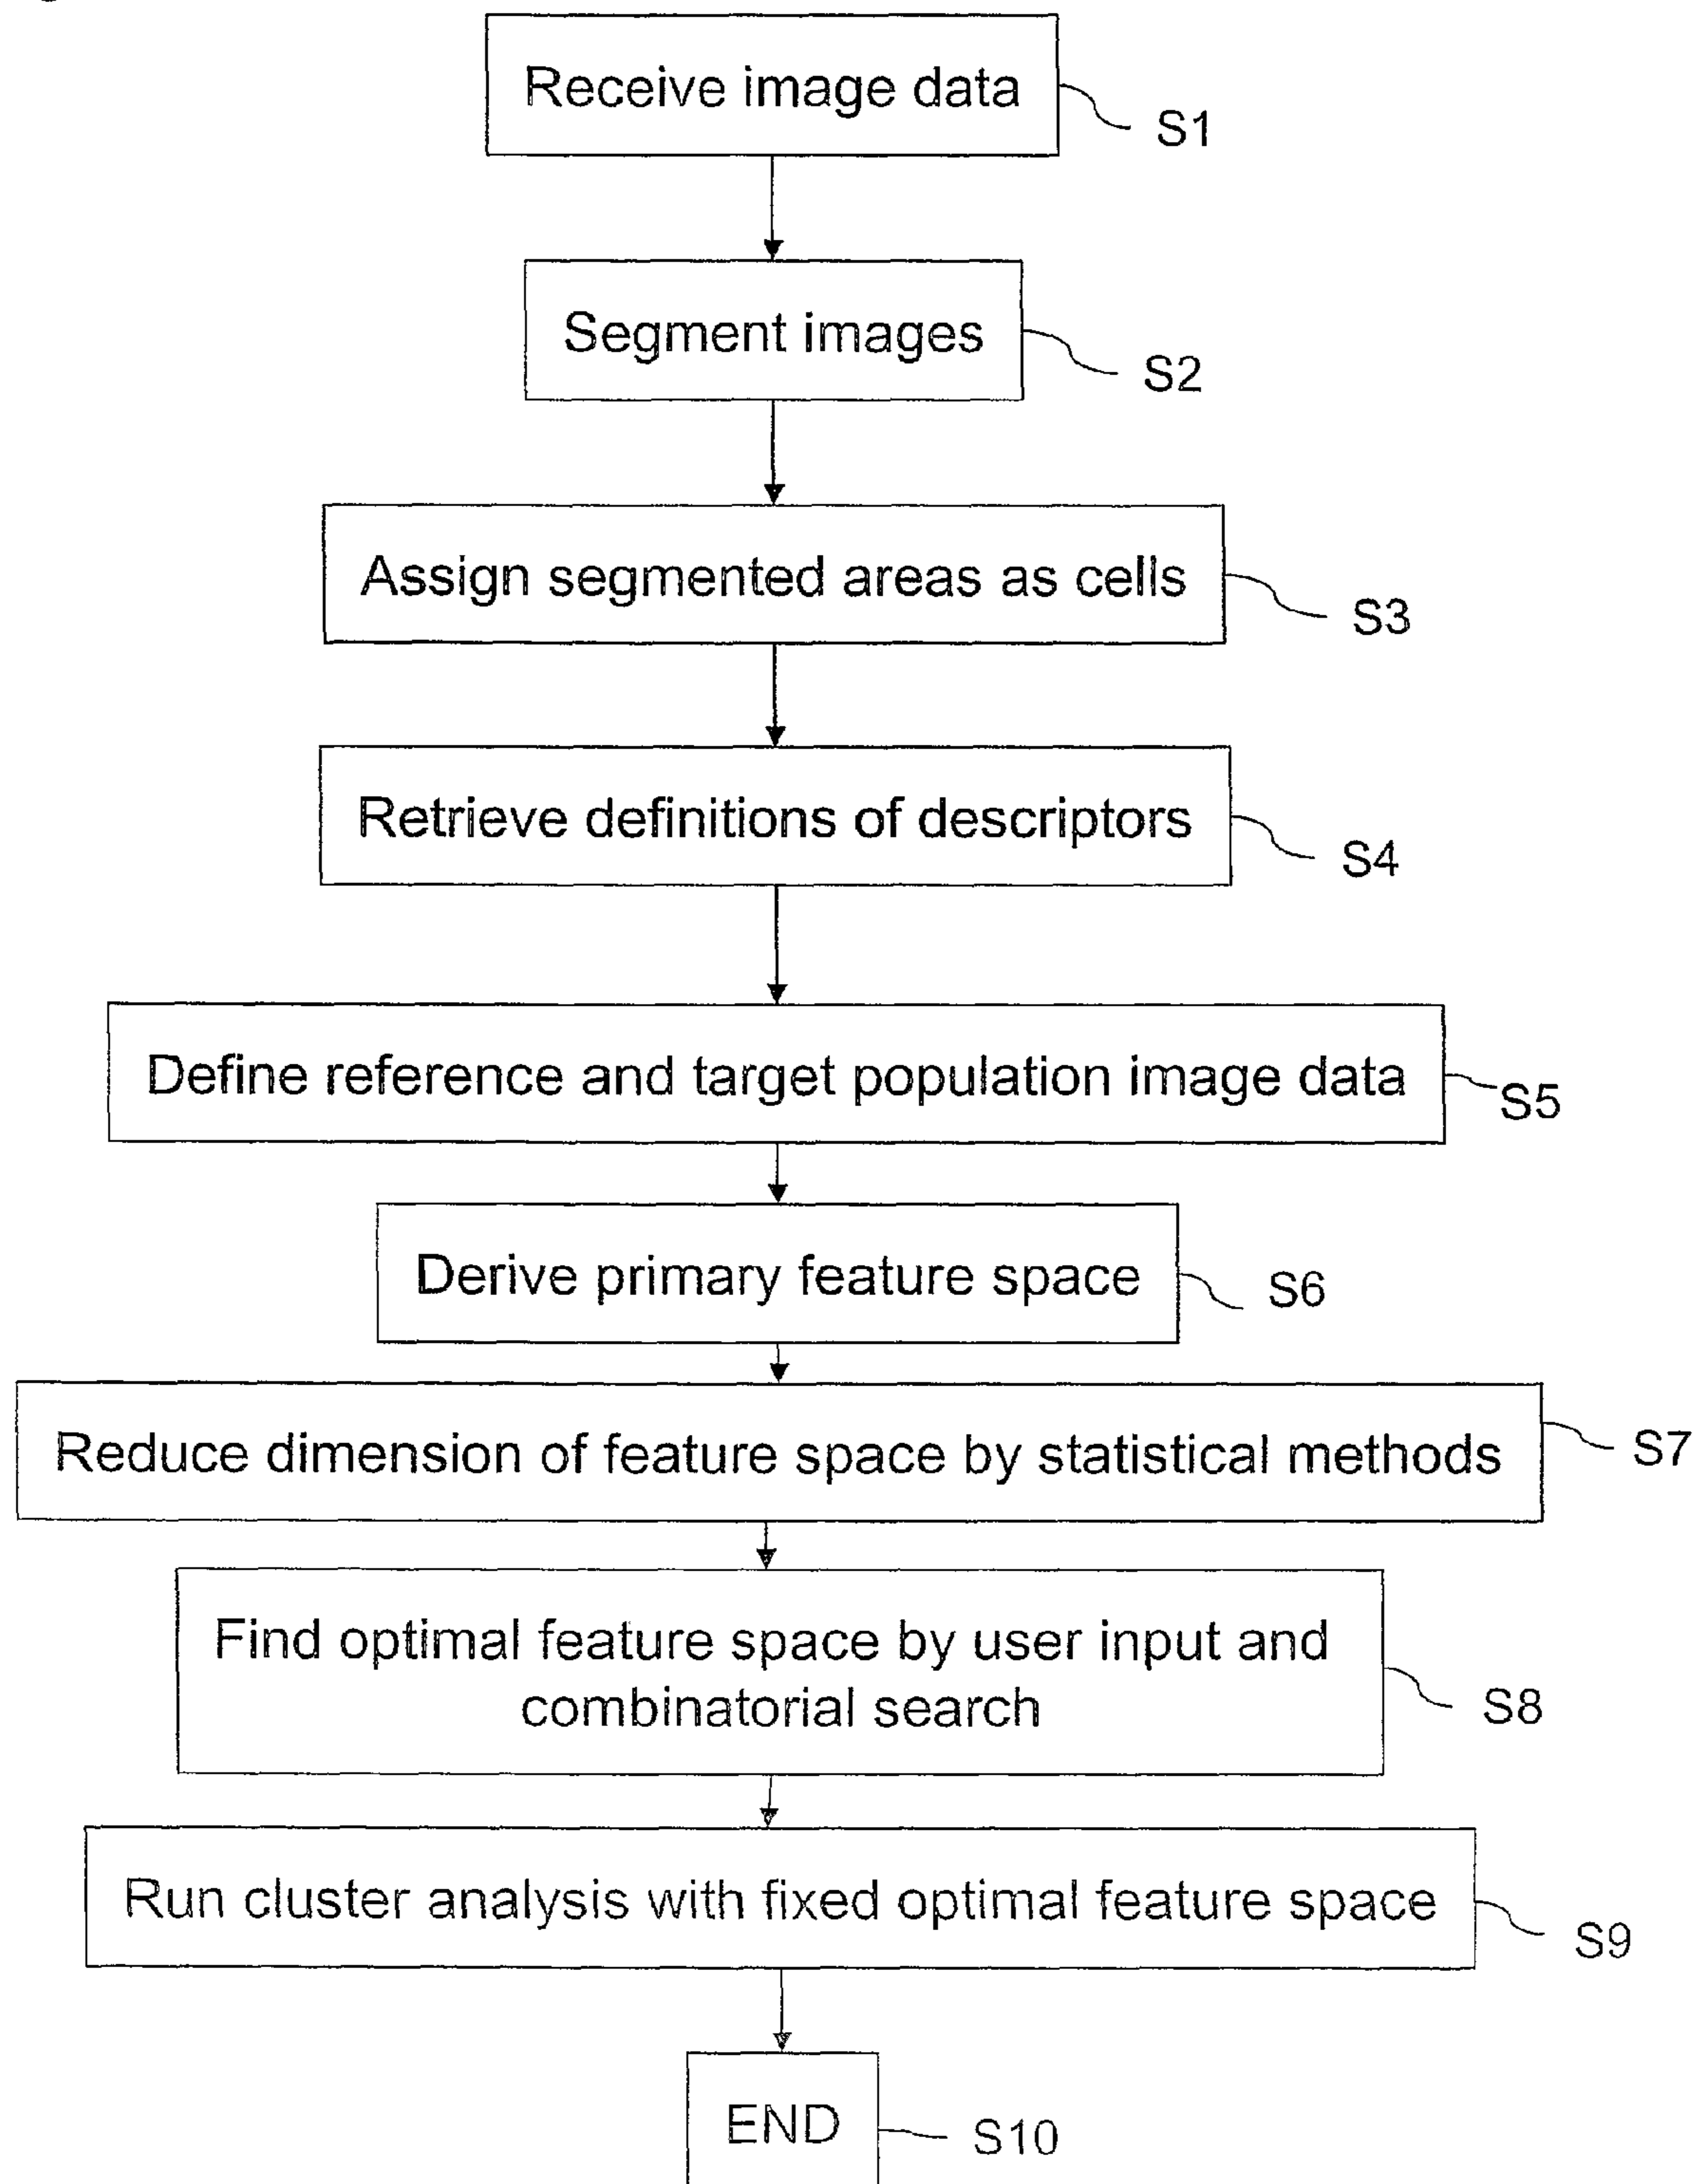 Receive image data
S1
Segment images
S2
Assign segmented areas as cells
S3
Retrieve definitions of descriptors
S4
Define reference and target population image data
S5
Derive primary feature space
S6
Reduce dimension of feature space by statistical methods
S7
Find optimal feature space by user input and
combinatorial search
S8
Run cluster analysis with fixed optimal feature space
S9
END
S10